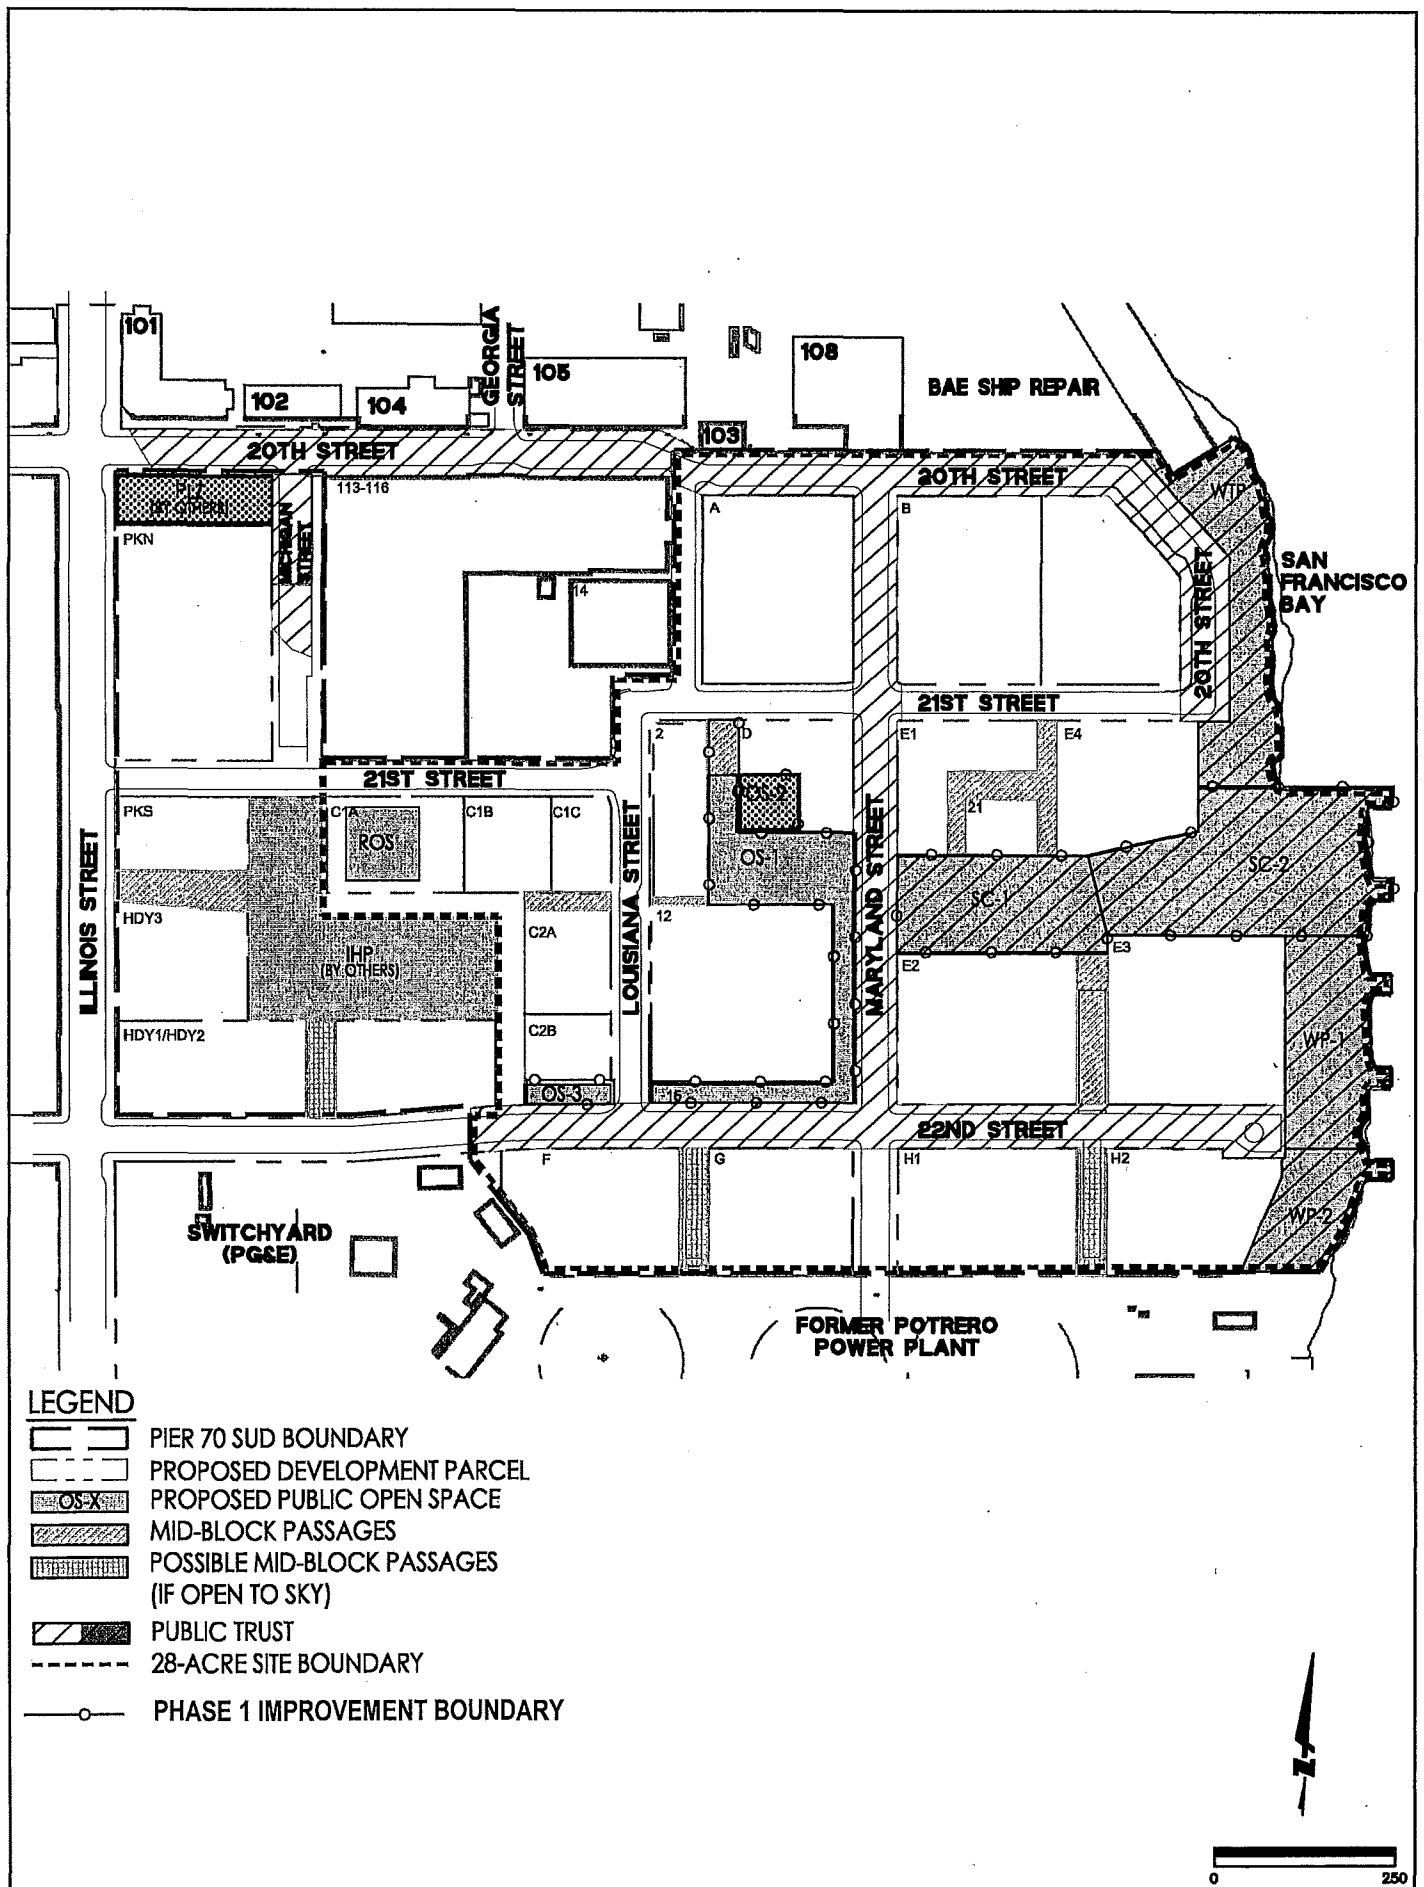 101
GEORGIA
STREET
105
108
102
104
BAE SHIP REPAIR
103
20TH STREET
20TH STREET
(BY OTHERS)
113-116
WTP
A
B
PKN
MICHIGAN
STREET
14
SAN
FRANCISCO
BAY
20TH STREET
21ST STREET
2
D
E1
E4
21ST STREET
OS-2
21
PKS
C1A
C1B
C1C
ROS
OS-1
ILLINOIS STREET
LOUISIANA STREET
MARYLAND STREET
SC-1
SC-2
HDY3
12
C2A
IHP
(BY OTHERS)
E2
E3
HDY1/HDY2
C2B
WP-1
OS-3
15
22ND STREET
F
G
H1
H2
WP-2
SWITCHYARD
(PG&E)
FORMER POTRERO
POWER PLANT
LEGEND
PIER 70 SUD BOUNDARY
PROPOSED DEVELOPMENT PARCEL
OS-X
PROPOSED PUBLIC OPEN SPACE
MID-BLOCK PASSAGES
POSSIBLE MID-BLOCK PASSAGES
(IF OPEN TO SKY)
PUBLIC TRUST
28-ACRE SITE BOUNDARY
PHASE 1 IMPROVEMENT BOUNDARY
Z
0 250